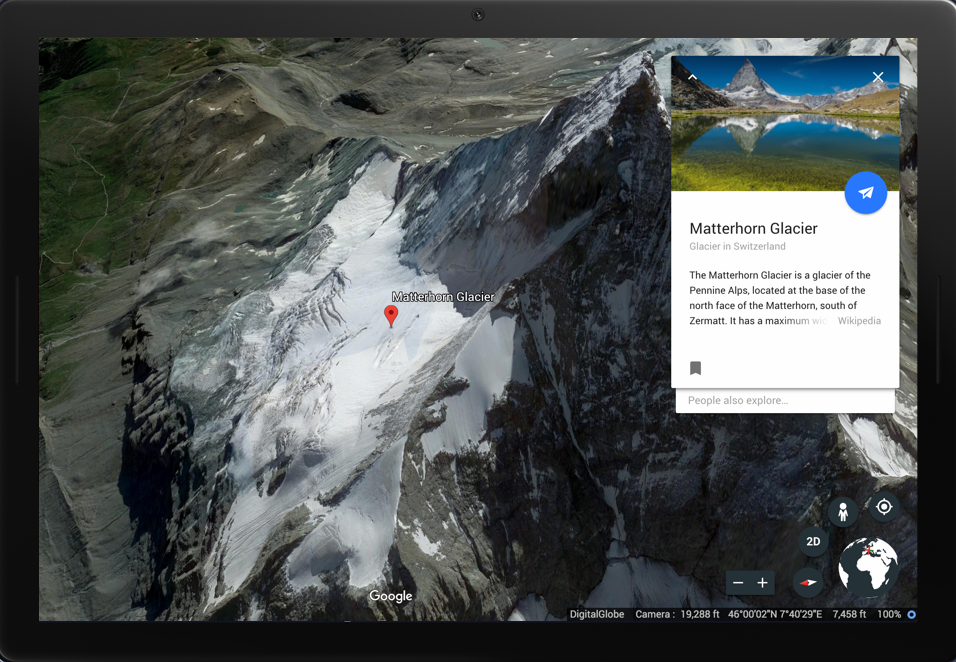 Matterhorn Glacier
Matterhorn Glacier
Glacier in Switzerland
The Matterhorn Glacier is a glacier of the
Pennine Alps, located at the base of the
north face of the Matterhorn, south of
Zermatt. It has a maximum Wikipedia
People also explore...
2D
Google
DigitalGlobe Camera : 19,288 ft 46°00'02"N 7°40'29"E 7,458 ft 100%